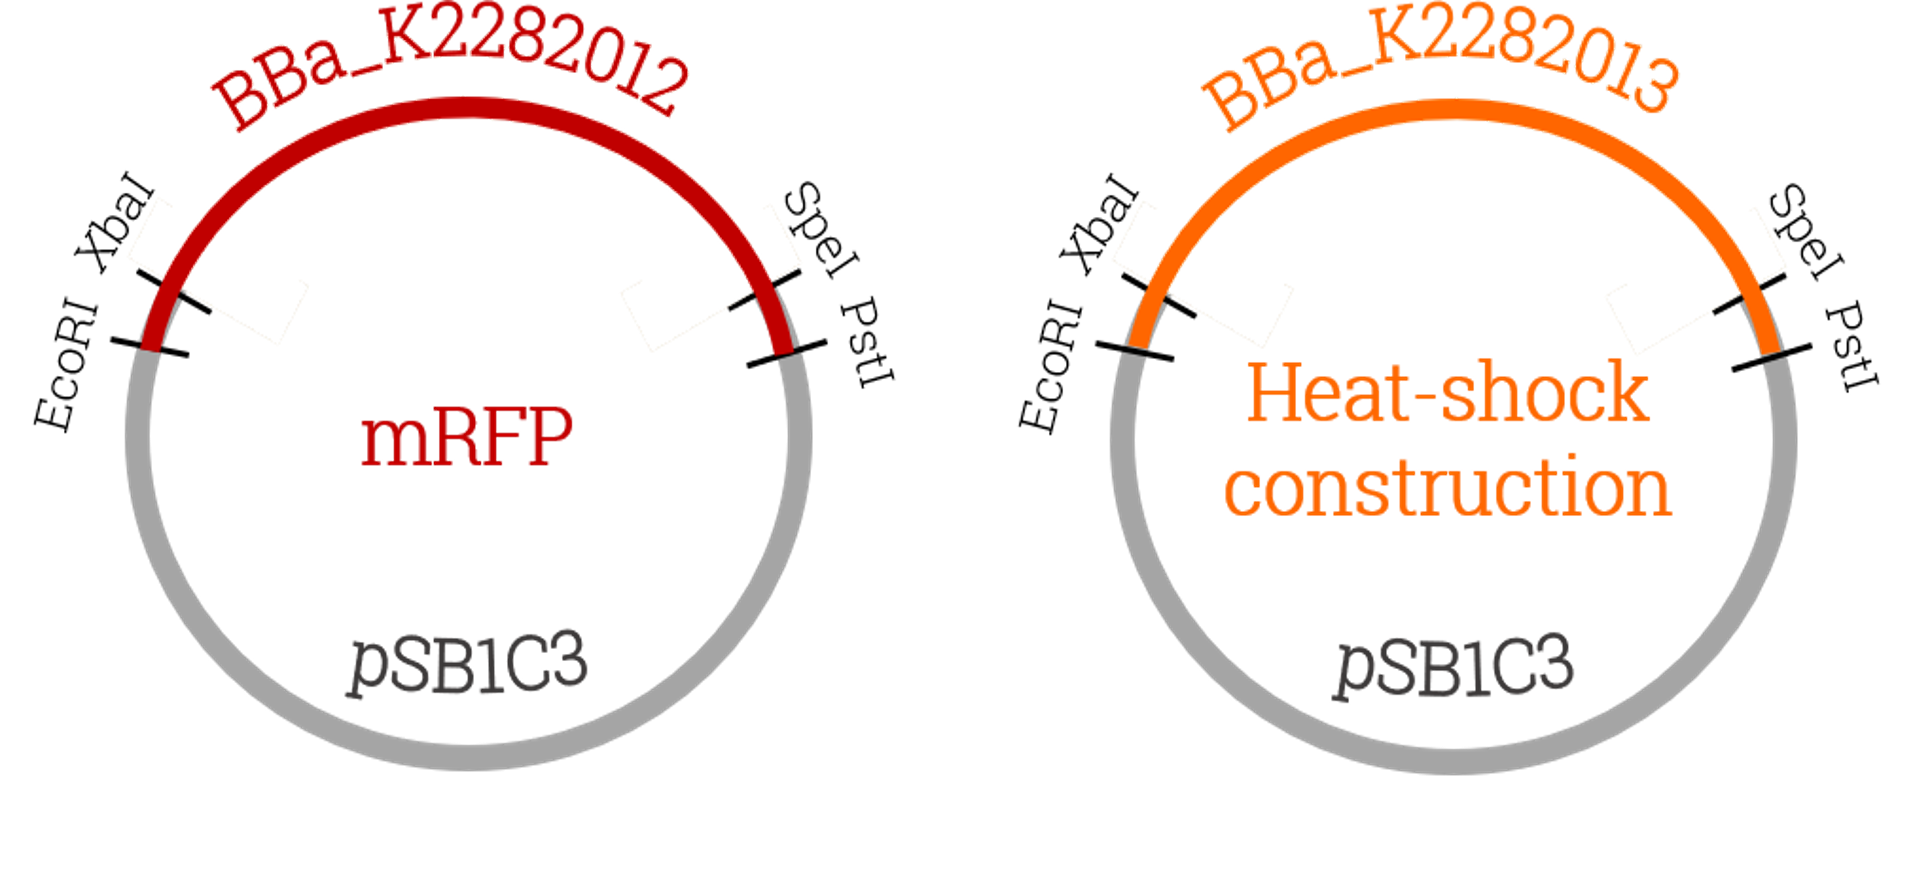 BBa_K2282012
XbaI
SpeI
EcoRI
PstI
mRFP
pSB1C3
BBa_K2282013
XbaI
SpeI
EcoRI
PstI
Heat-shock
construction
pSB1C3